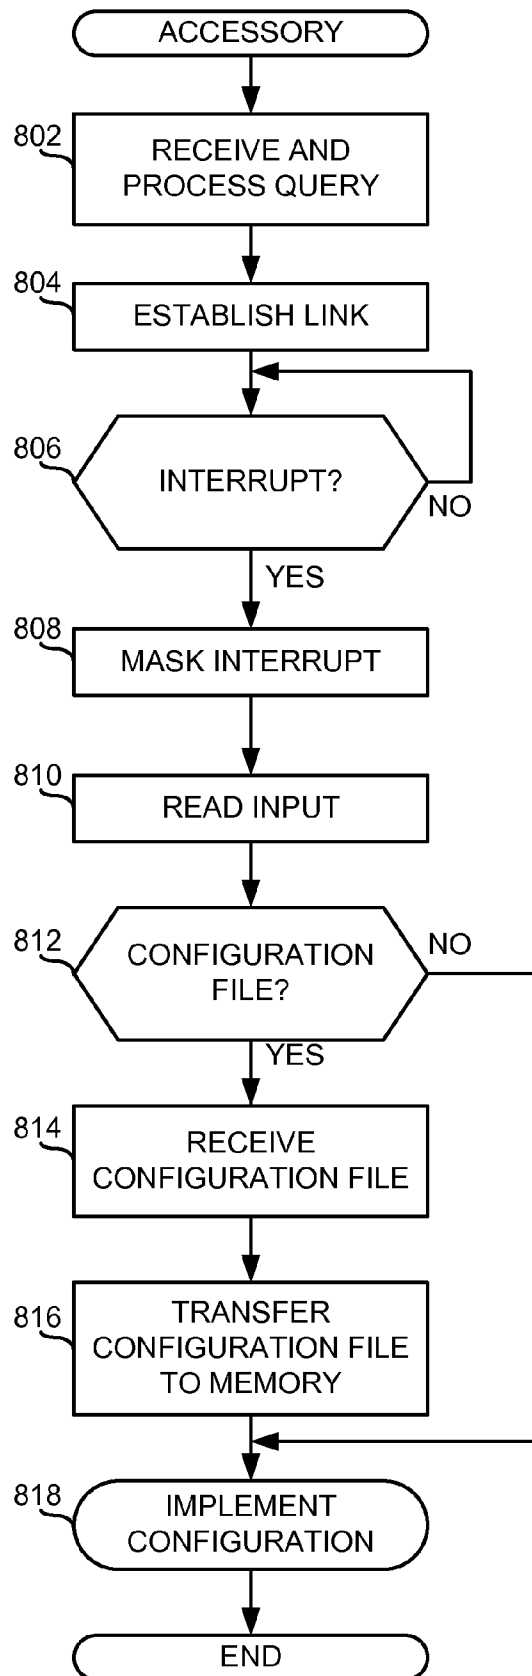 ACCESSORY
802
RECEIVE AND
PROCESS QUERY
804
ESTABLISH LINK
806
INTERRUPT?
NO
YES
808
MASK INTERRUPT
810
READ INPUT
812
CONFIGURATION
FILE?
NO
YES
814
RECEIVE
CONFIGURATION FILE
816
TRANSFER
CONFIGURATION FILE
TO MEMORY
818
IMPLEMENT
CONFIGURATION
END